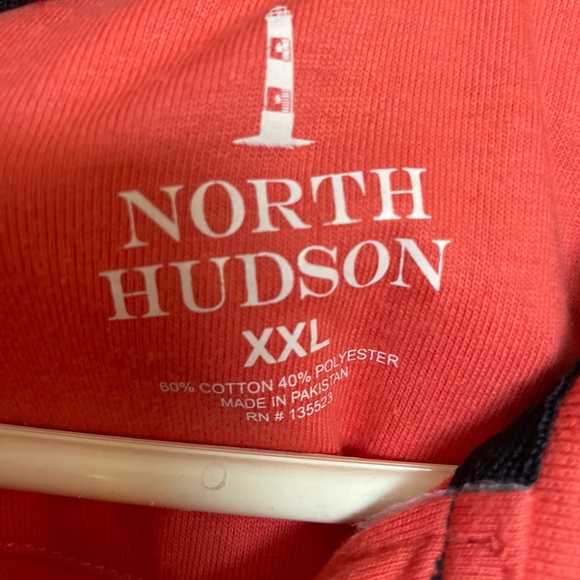 NORTH
HUDSON
XXL
60% COTTON 40% POLYESTER
MADE IN PAKISTAN
RN # 135523